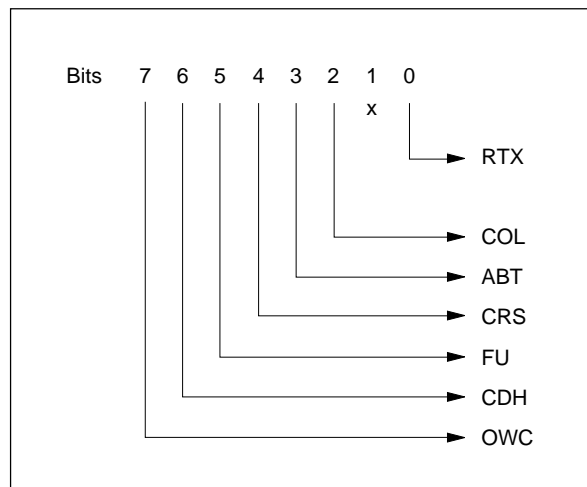 Bits 7 6 5 4 3 2 1 0
x
RTX
COL
ABT
CRS
FU
CDH
OWC